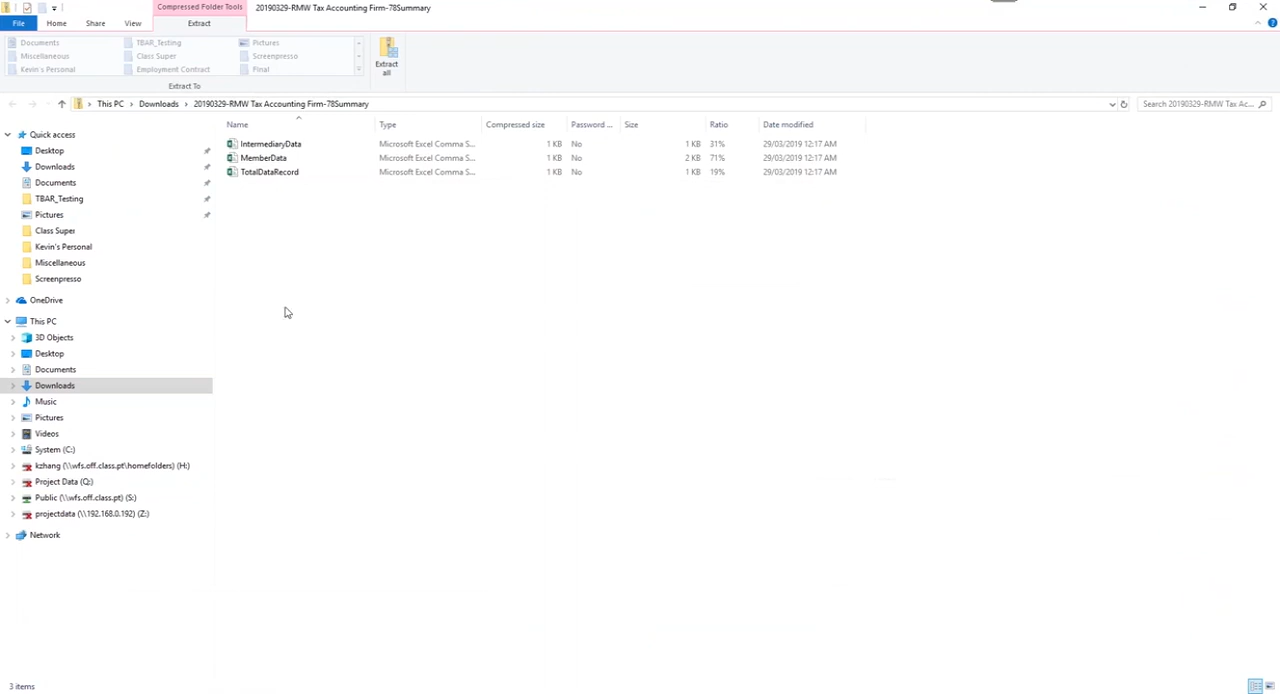 Compressed Folder Tools
20190329-RMW Tax Accounting Firm-78Summary
File
Home
Share
View
Extract
Documents
TBAR_Testing
Pictures
Miscellaneous
Class Super
Screenpresso
Kevin's Personal
Employment Contract
Final
Extract all
Extract To
This PC > Downloads > 20190329-RMW Tax Accounting Firm-78Summary
Search 20190329-RMW Tax Ac...
Name Type Compressed size Password ... Size Ratio Date modified
IntermediaryData Microsoft Excel Comma S... 1 KB No 1 KB 31% 29/03/2019 12:17 AM
MemberData Microsoft Excel Comma S... 1 KB No 2 KB 71% 29/03/2019 12:17 AM
TotalDataRecord Microsoft Excel Comma S... 1 KB No 1 KB 19% 29/03/2019 12:17 AM
Quick access
Desktop
Downloads
Documents
TBAR_Testing
Pictures
Class Super
Kevin's Personal
Miscellaneous
Screenpresso
OneDrive
This PC
3D Objects
Desktop
Documents
Downloads
Music
Pictures
Videos
System (C:)
kzhang (\\wfs.off.class.pt\homefolders) (H:)
Project Data (Q:)
Public (\\wfs.off.class.pt) (S:)
projectdata (\\192.168.0.192) (Z:)
Network
3 items